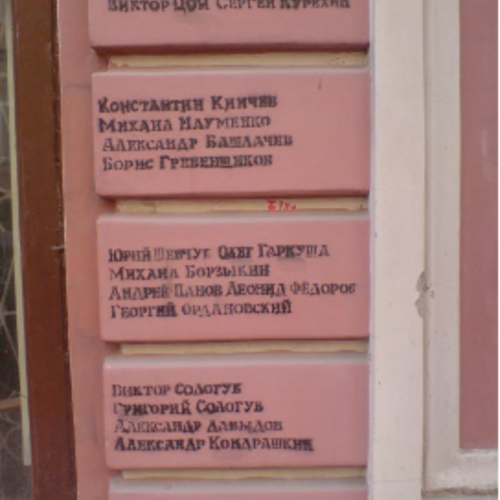 Виктор Цой Сергей Курехин
Константин Кинчев
Михаил Науменко
Александр Башлачев
Борис Гребенщиков
Юрий Шевчук Олег Гаркуша
Михаил Борзыкин
Андрей Панов Леонид Фёдоров
Георгий Ордановский
Виктор Сологуб
Григорий Сологуб
Александр Давыдов
Александр Кондрашкин